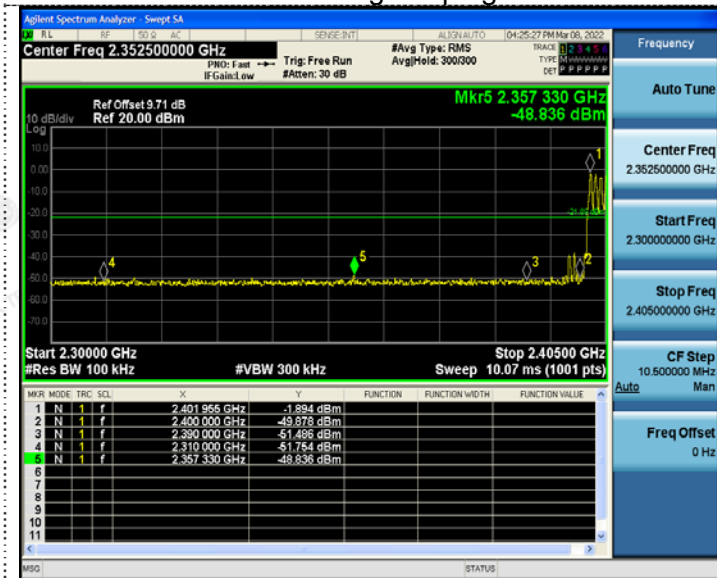 Agilent Spectrum Analyzer - Swept SA
RL RF 50 Ω AC SENSE:INT ALIGN AUTO 04:25:27 PM Mar 08, 2022
Center Freq 2.352500000 GHz #Avg Type: RMS TRACE 1 2 3 4 5 6
PNO: Fast Trig: Free Run Avg|Hold: 300/300 TYPE M
IFGain:Low #Atten: 30 dB DET P P P P P P
Mkr5 2.357 330 GHz
-48.836 dBm
Ref Offset 9.71 dB
10 dB/div Ref 20.00 dBm
Log
10.0
0.00
-10.0
-20.0
-30.0
-40.0
-50.0
-60.0
-70.0
1
2
3
4
5
Start 2.30000 GHz Stop 2.40500 GHz
#Res BW 100 kHz #VBW 300 kHz Sweep 10.07 ms (1001 pts)
MKR MODE TRC SCL X Y FUNCTION FUNCTION WIDTH FUNCTION VALUE
1 N 1 f 2.401 955 GHz -1.894 dBm
2 N 1 f 2.400 000 GHz -49.878 dBm
3 N 1 f 2.390 000 GHz -51.486 dBm
4 N 1 f 2.310 000 GHz -51.754 dBm
5 N 1 f 2.357 330 GHz -48.836 dBm
6
7
8
9
10
11
MSG STATUS
Frequency
Auto Tune
Center Freq
2.352500000 GHz
Start Freq
2.300000000 GHz
Stop Freq
2.405000000 GHz
CF Step
10.500000 MHz
Auto Man
Freq Offset
0 Hz